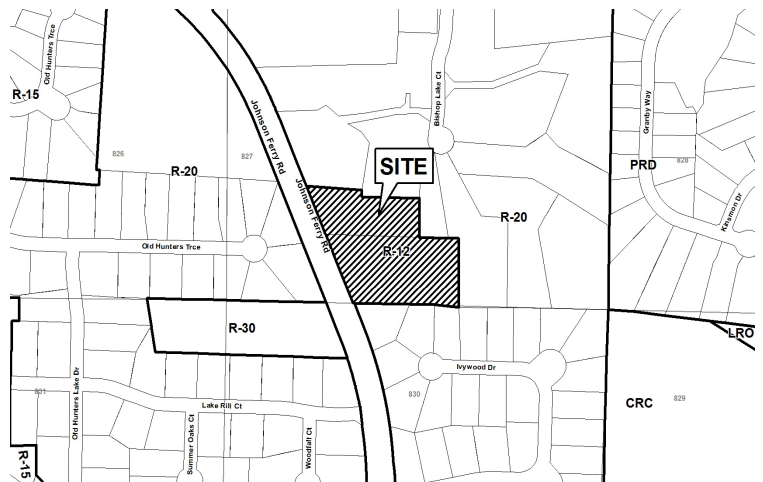 Old Hunters Trce
R-15
826
827
R-20
Johnson Ferry Rd
Bishop Lake Ct
Granby Way
PRD
828
Kinsmon Dr
SITE
Johnson Ferry Rd
R-20
Old Hunters Trce
R-12
R-30
LRO
Ivywood Dr
831
Old Hunters Lake Dr
Lake Rill Ct
830
CRC
829
Summer Oaks Ct
Woodfall Ct
R-15